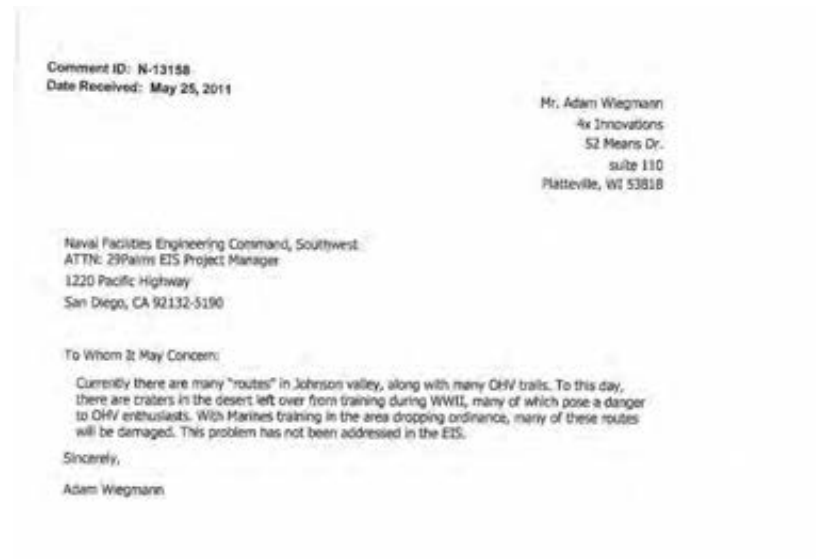 Comment ID: N-13158
Date Received: May 25, 2011
Mr. Adam Wiegmann
4x Innovations
52 Means Dr.
suite 110
Platteville, WI 53818
Naval Facilities Engineering Command, Southwest
ATTN: 29Palms EIS Project Manager
1220 Pacific Highway
San Diego, CA 92132-5190
To Whom It May Concern:
Currently there are many "routes" in Johnson valley, along with many OHV trails. To this day,
there are craters in the desert left over from training during WWII, many of which pose a danger
to OHV enthusiasts. With Marines training in the area dropping ordinance, many of these routes
will be damaged. This problem has not been addressed in the EIS.
Sincerely,
Adam Wiegmann